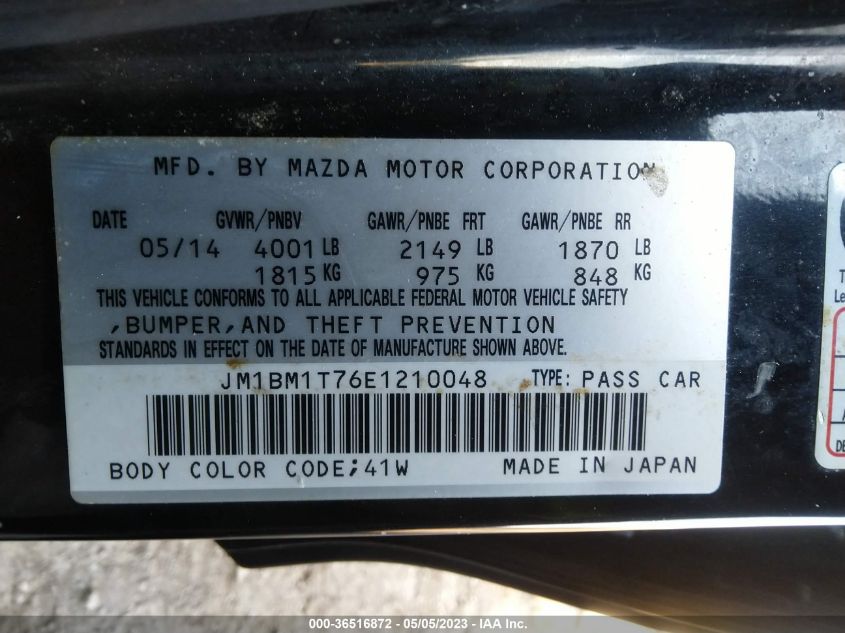 MFD. BY MAZDA MOTOR CORPORATION
DATE GVWR/PNBV GAWR/PNBE FRT GAWR/PNBE RR
05/14 4001 LB 2149 LB 1870 LB
1815 KG 975 KG 848 KG
THIS VEHICLE CONFORMS TO ALL APPLICABLE FEDERAL MOTOR VEHICLE SAFETY
,BUMPER,AND THEFT PREVENTION
STANDARDS IN EFFECT ON THE DATE OF MANUFACTURE SHOWN ABOVE.
JM1BM1T76E1210048 TYPE: PASS CAR
BODY COLOR CODE;41W MADE IN JAPAN
000-36516872 - 05/05/2023 - IAA Inc.